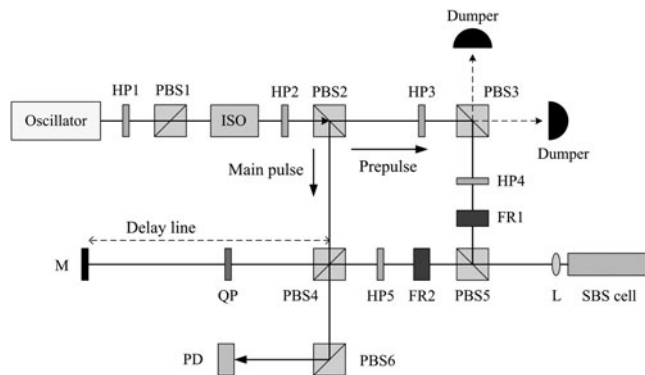 Dumper
HP1
PBS1
HP2
PBS2
HP3
PBS3
Oscillator
ISO
Dumper
Main pulse
Prepulse
HP4
FR1
Delay line
M
QP
PBS4
HP5
FR2
PBS5
L
SBS cell
PD
PBS6